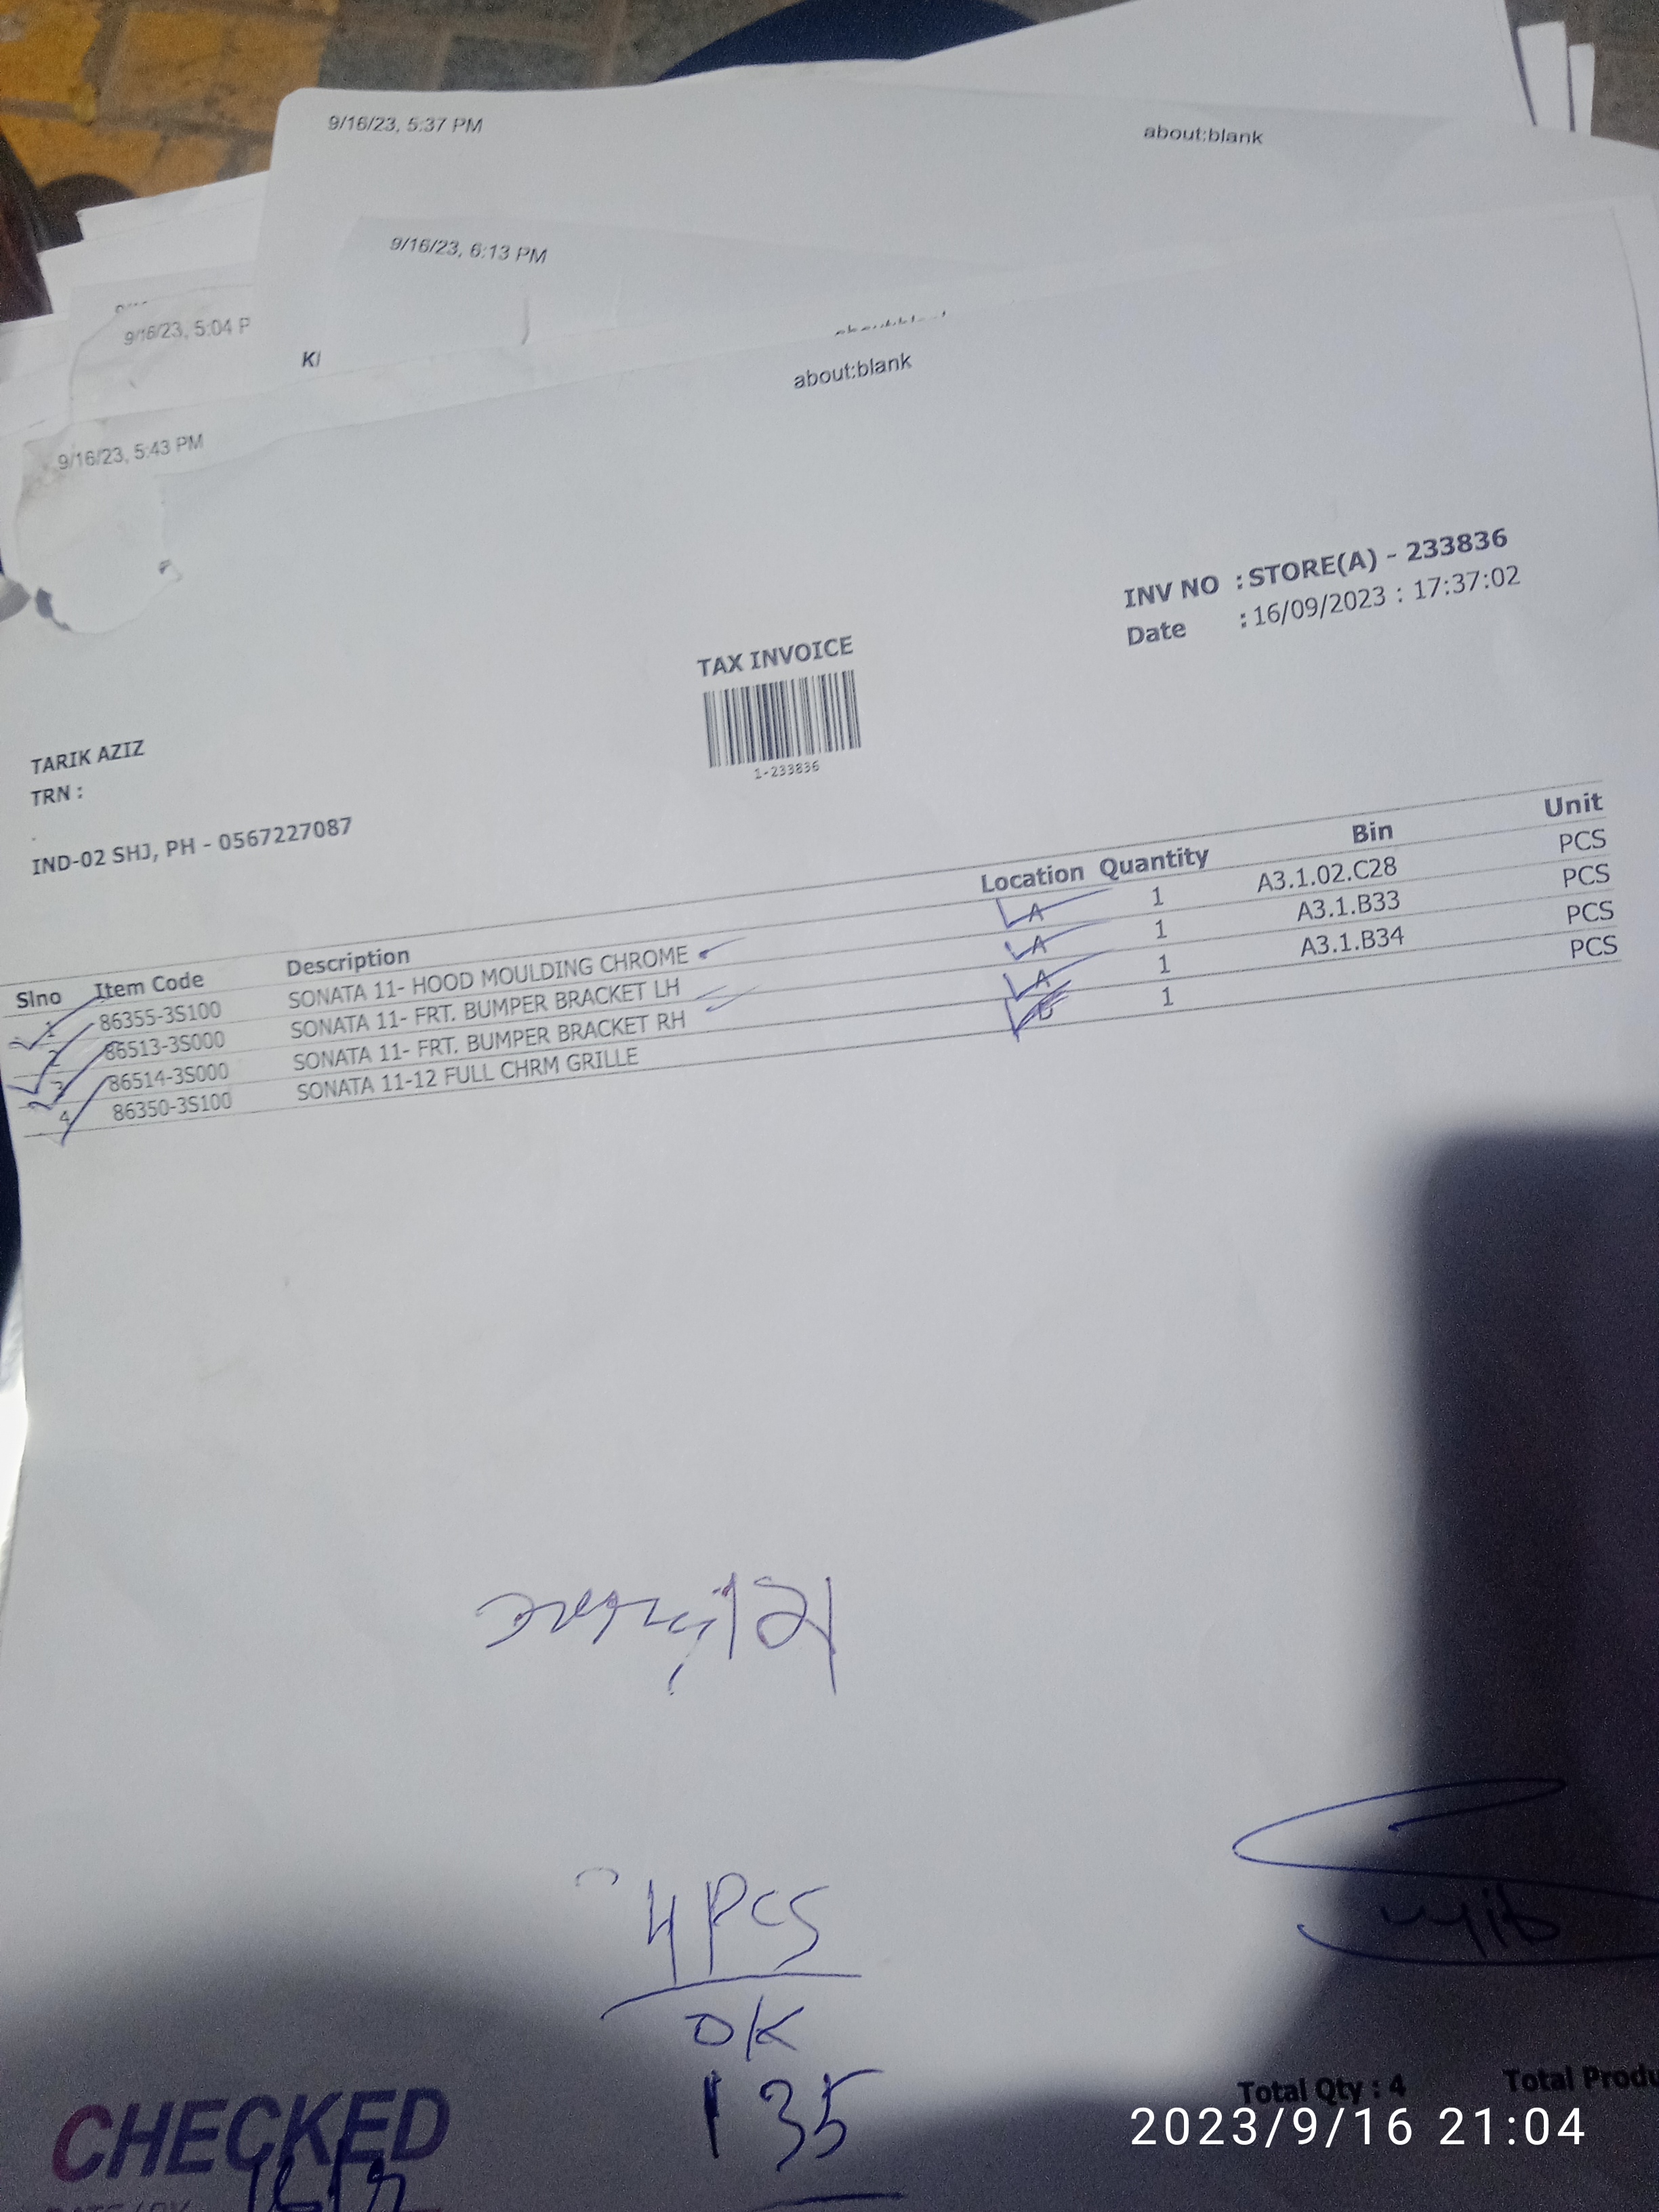 9/16/23, 5:37 PM about:blank
9/16/23, 6:13 PM
9/16/23, 5:04 P
about:blank
9/16/23, 5:43 PM
INV NO : STORE(A) - 233836
Date : 16/09/2023 : 17:37:02
TAX INVOICE
1-233836
TARIK AZIZ
TRN :
IND-02 SHJ, PH - 0567227087
Slno Item Code Description Location Quantity Bin Unit
1 86355-3S100 SONATA 11- HOOD MOULDING CHROME A 1 A3.1.02.C28 PCS
2 86513-3S000 SONATA 11- FRT. BUMPER BRACKET LH A 1 A3.1.B33 PCS
3 86514-3S000 SONATA 11- FRT. BUMPER BRACKET RH A 1 A3.1.B34 PCS
4 86350-3S100 SONATA 11-12 FULL CHRM GRILLE 1 PCS
4 PCS
OK
135
Total Qty : 4 Total Produ
CHECKED
2023/9/16 21:04